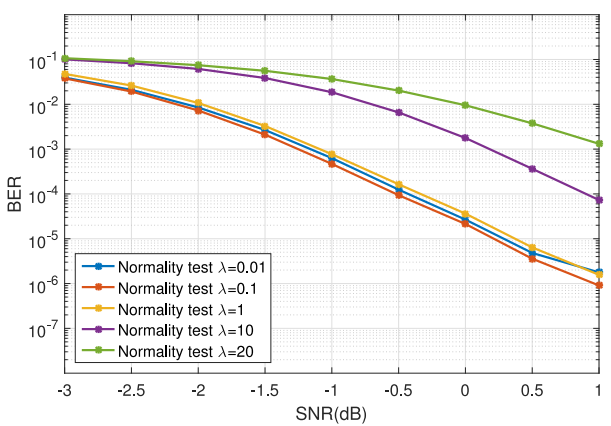 10^-1
10^-2
10^-3
10^-4
10^-5
10^-6
10^-7
BER
Normality test λ=0.01
Normality test λ=0.1
Normality test λ=1
Normality test λ=10
Normality test λ=20
-3 -2.5 -2 -1.5 -1 -0.5 0 0.5 1
SNR(dB)